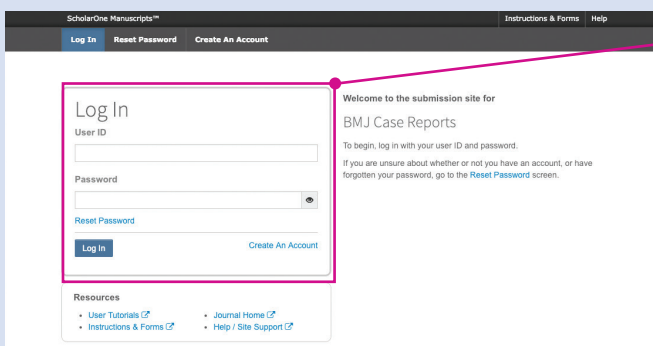 ScholarOne Manuscripts™ Instructions & Forms Help
Log In Reset Password Create An Account
Log In
User ID
Password
Reset Password
Log In Create An Account
Resources
User Tutorials
Instructions & Forms
Journal Home
Help / Site Support
Welcome to the submission site for
BMJ Case Reports
To begin, log in with your user ID and password.
If you are unsure about whether or not you have an account, or have
forgotten your password, go to the Reset Password screen.